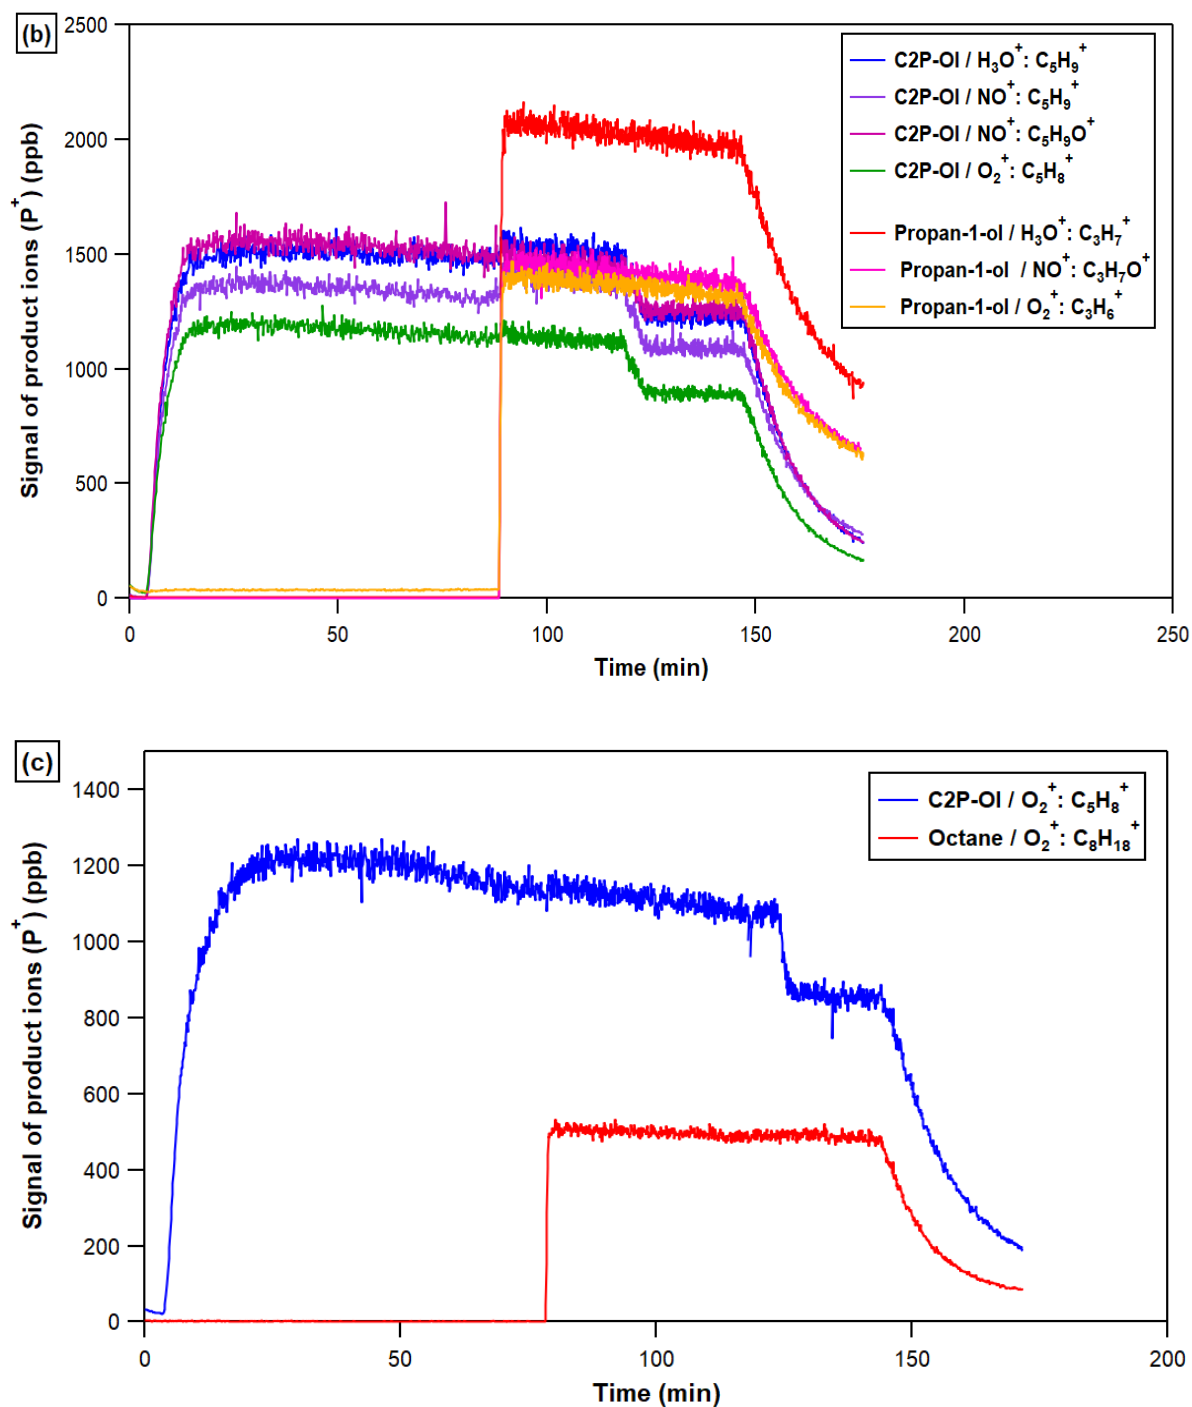 (b)
2500
2000
1500
1000
500
0
Signal of product ions (P⁺) (ppb)
C2P-Ol / H₃O⁺: C₅H₉⁺
C2P-Ol / NO⁺: C₅H₉⁺
C2P-Ol / NO⁺: C₅H₉O⁺
C2P-Ol / O₂⁺: C₅H₈⁺
Propan-1-ol / H₃O⁺: C₃H₇⁺
Propan-1-ol / NO⁺: C₃H₇O⁺
Propan-1-ol / O₂⁺: C₃H₆⁺
0 50 100 150 200 250
Time (min)
(c)
1400
1200
1000
800
600
400
200
0
Signal of product ions (P⁺) (ppb)
C2P-Ol / O₂⁺: C₅H₈⁺
Octane / O₂⁺: C₈H₁₈⁺
0 50 100 150 200
Time (min)